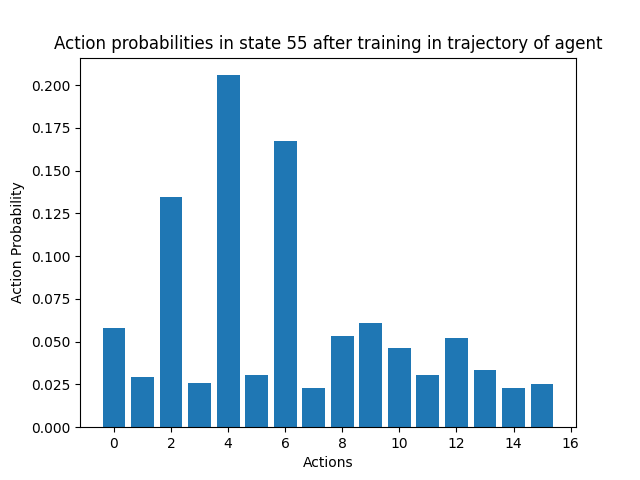 Action probabilities in state 55 after training in trajectory of agent
0.200
0.175
0.150
0.125
0.100
0.075
0.050
0.025
0.000
Action Probability
0 2 4 6 8 10 12 14 16
Actions